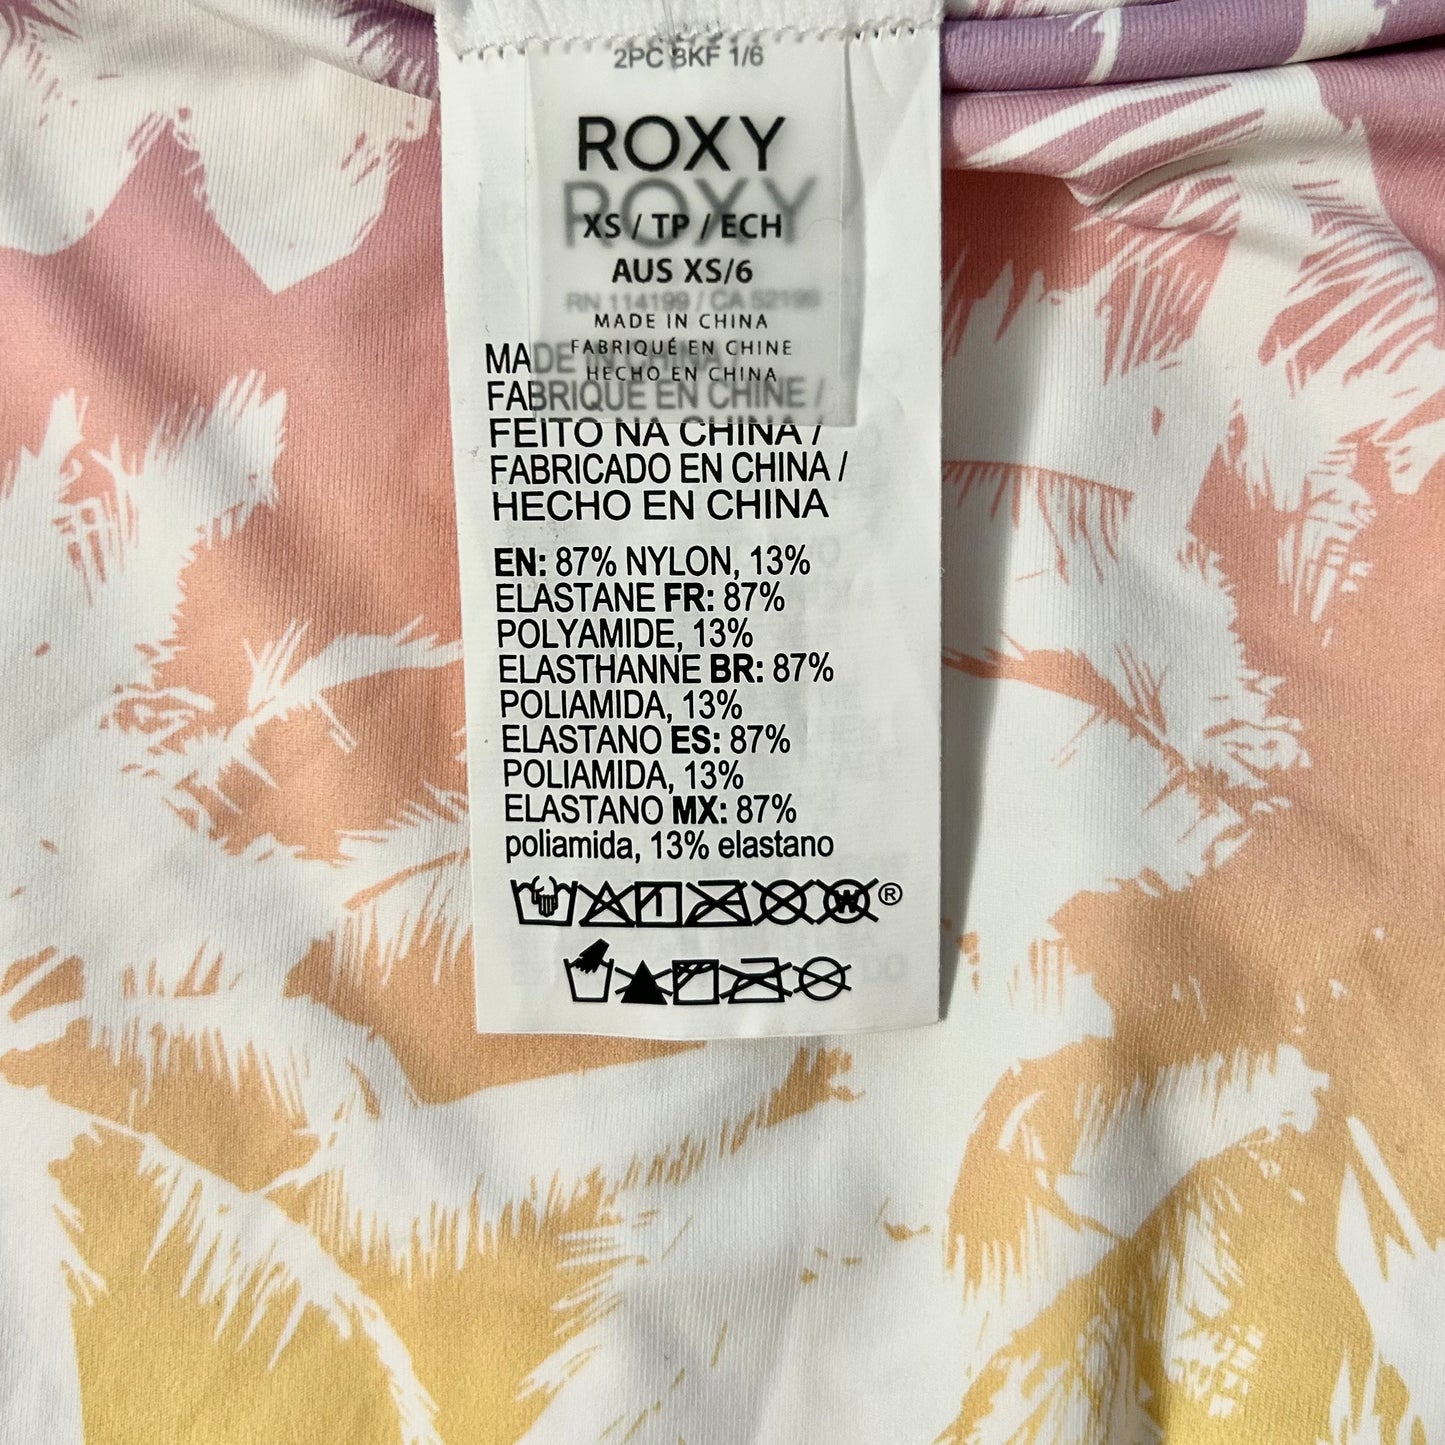 2PC BKF 1/6
ROXY
ROXY
XS / TP / ECH
AUS XS/6
RN 114199 / CA 52199
MADE IN CHINA
FABRIQUÉ EN CHINE
HECHO EN CHINA
MADE IN CHINA /
FABRIQUE EN CHINE /
FEITO NA CHINA /
FABRICADO EN CHINA /
HECHO EN CHINA
EN: 87% NYLON, 13%
ELASTANE FR: 87%
POLYAMIDE, 13%
ELASTHANNE BR: 87%
POLIAMIDA, 13%
ELASTANO ES: 87%
POLIAMIDA, 13%
ELASTANO MX: 87%
poliamida, 13% elastano
W ®